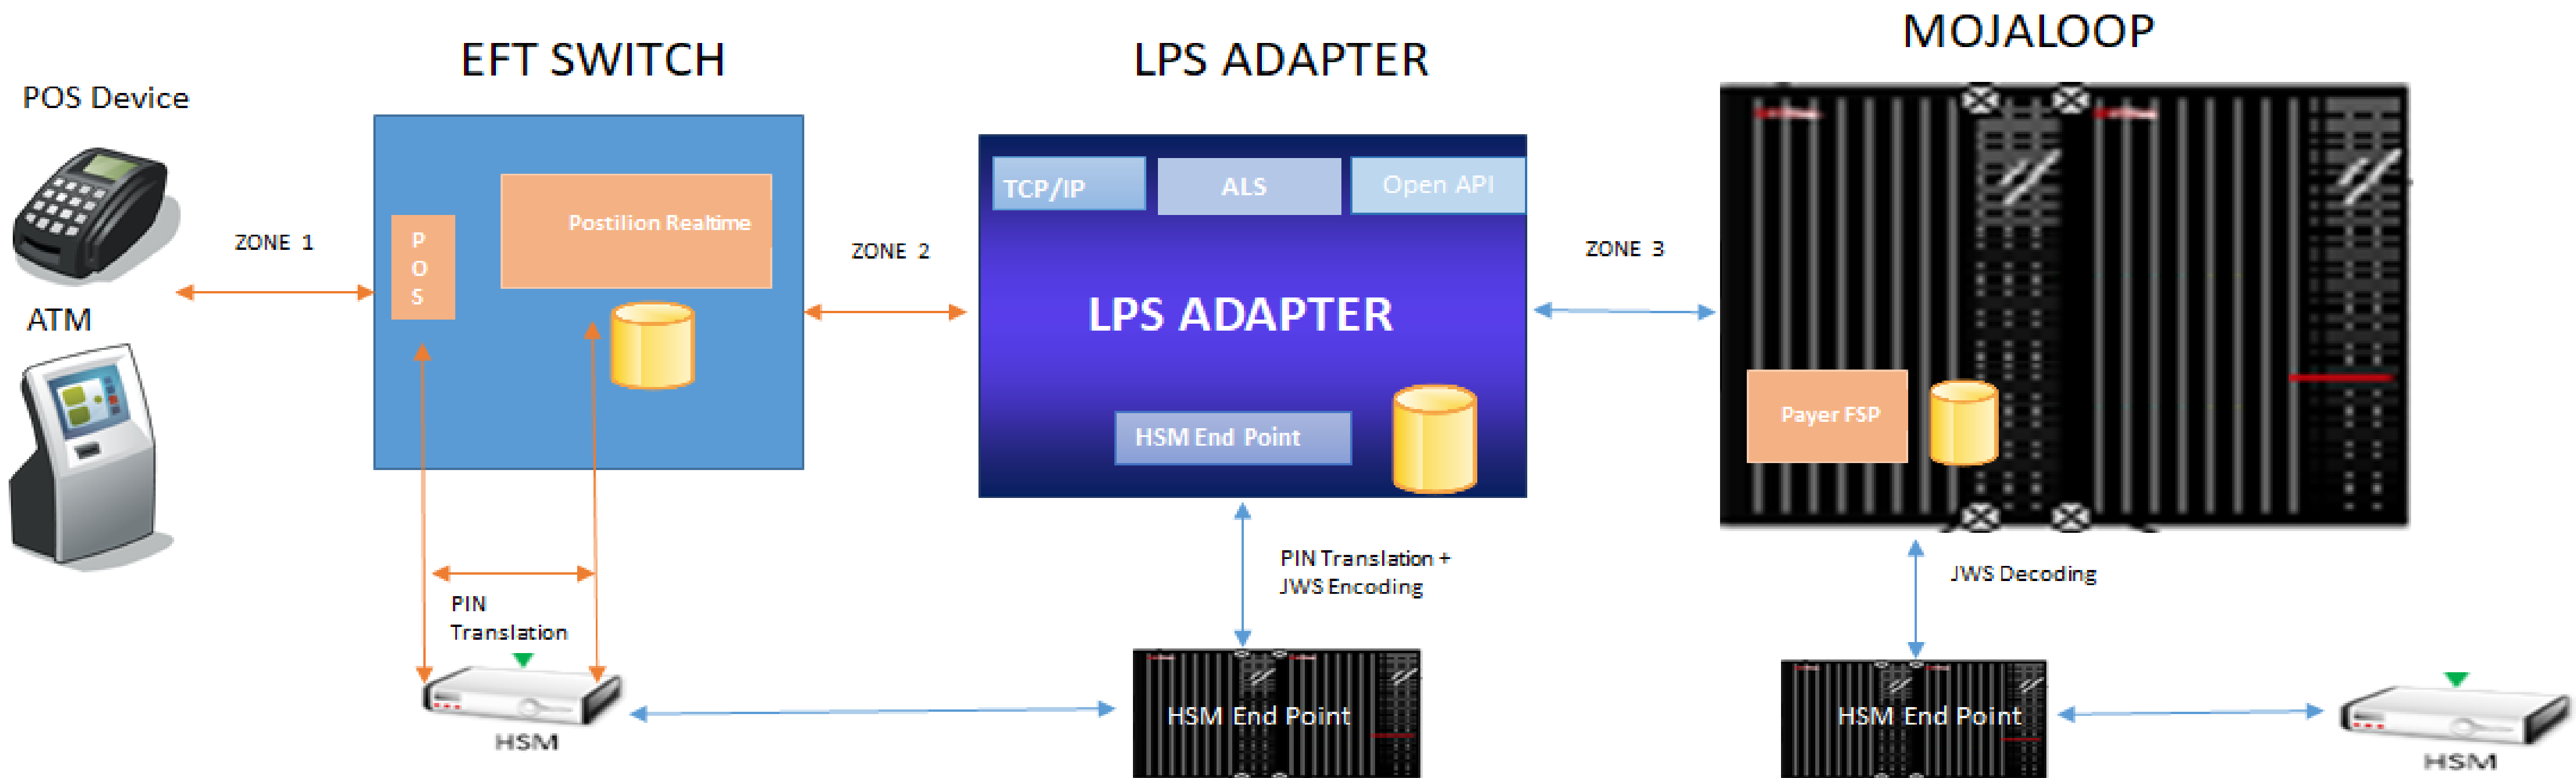 MOJALOOP
EFT SWITCH
LPS ADAPTER
POS Device
TCP/IP
ALS
Open API
P
O
S
Postilion Realtime
ZONE 1
ZONE 2
ZONE 3
ATM
LPS ADAPTER
Payer FSP
HSM End Point
PIN Translation +
JWS Encoding
JWS Decoding
PIN
Translation
HSM End Point
HSM End Point
HSM
HSM